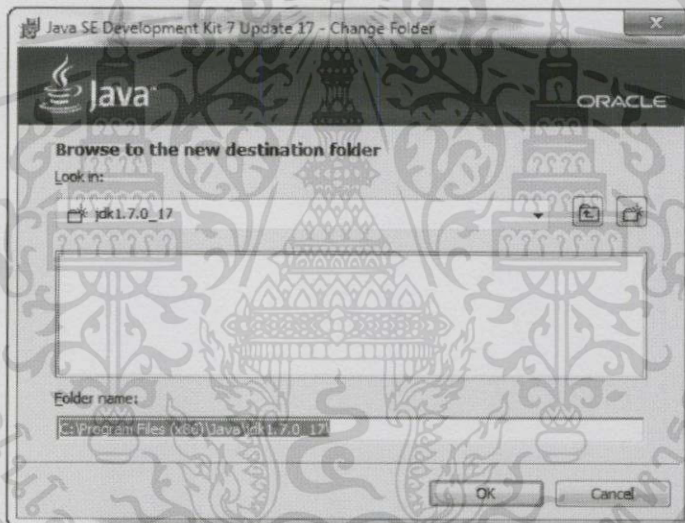 Java SE Development Kit 7 Update 17 - Change Folder
Java™
ORACLE
Browse to the new destination folder
Look in:
jdk1.7.0_17
Folder name:
C:\Program Files (x86)\Java\jdk1.7.0_17\
OK
Cancel